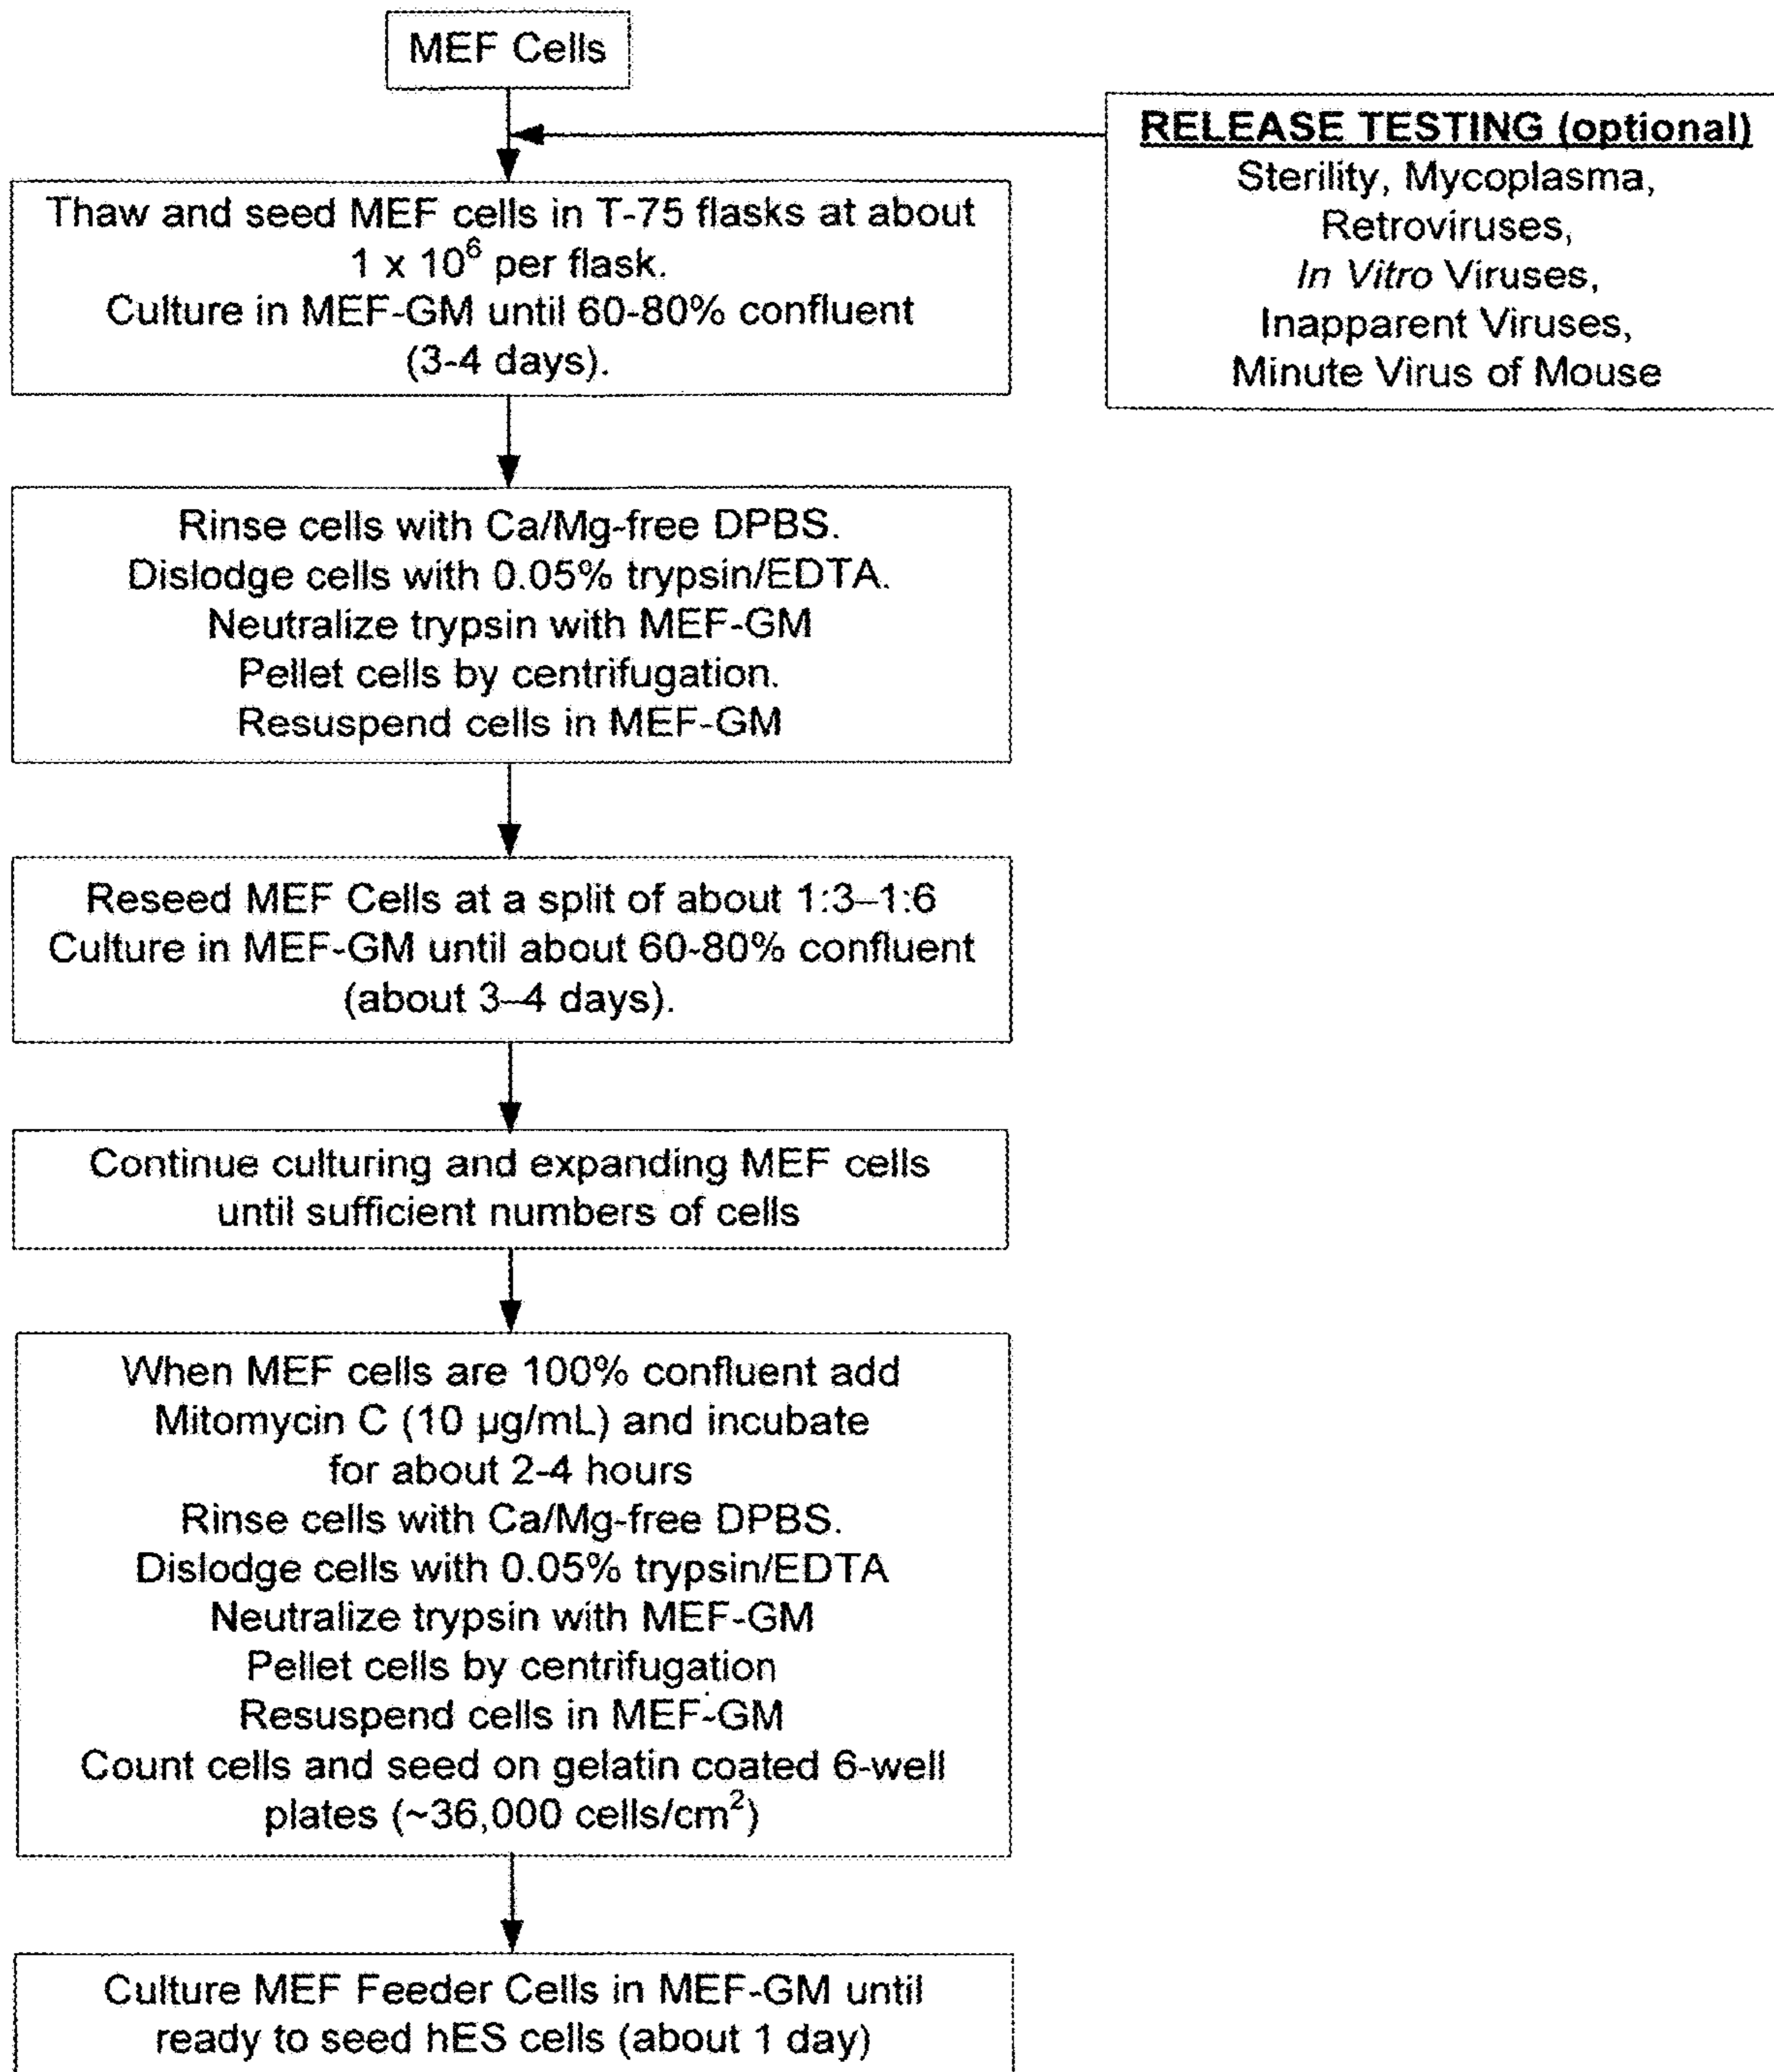 MEF Cells
RELEASE TESTING (optional)
Sterility, Mycoplasma,
Retroviruses,
In Vitro Viruses,
Inapparent Viruses,
Minute Virus of Mouse
Thaw and seed MEF cells in T-75 flasks at about
1 x 10⁶ per flask.
Culture in MEF-GM until 60-80% confluent
(3-4 days).
Rinse cells with Ca/Mg-free DPBS.
Dislodge cells with 0.05% trypsin/EDTA.
Neutralize trypsin with MEF-GM
Pellet cells by centrifugation.
Resuspend cells in MEF-GM
Reseed MEF Cells at a split of about 1:3–1:6
Culture in MEF-GM until about 60-80% confluent
(about 3–4 days).
Continue culturing and expanding MEF cells
until sufficient numbers of cells
When MEF cells are 100% confluent add
Mitomycin C (10 µg/mL) and incubate
for about 2-4 hours
Rinse cells with Ca/Mg-free DPBS.
Dislodge cells with 0.05% trypsin/EDTA
Neutralize trypsin with MEF-GM
Pellet cells by centrifugation
Resuspend cells in MEF-GM
Count cells and seed on gelatin coated 6-well
plates (~36,000 cells/cm²)
Culture MEF Feeder Cells in MEF-GM until
ready to seed hES cells (about 1 day)